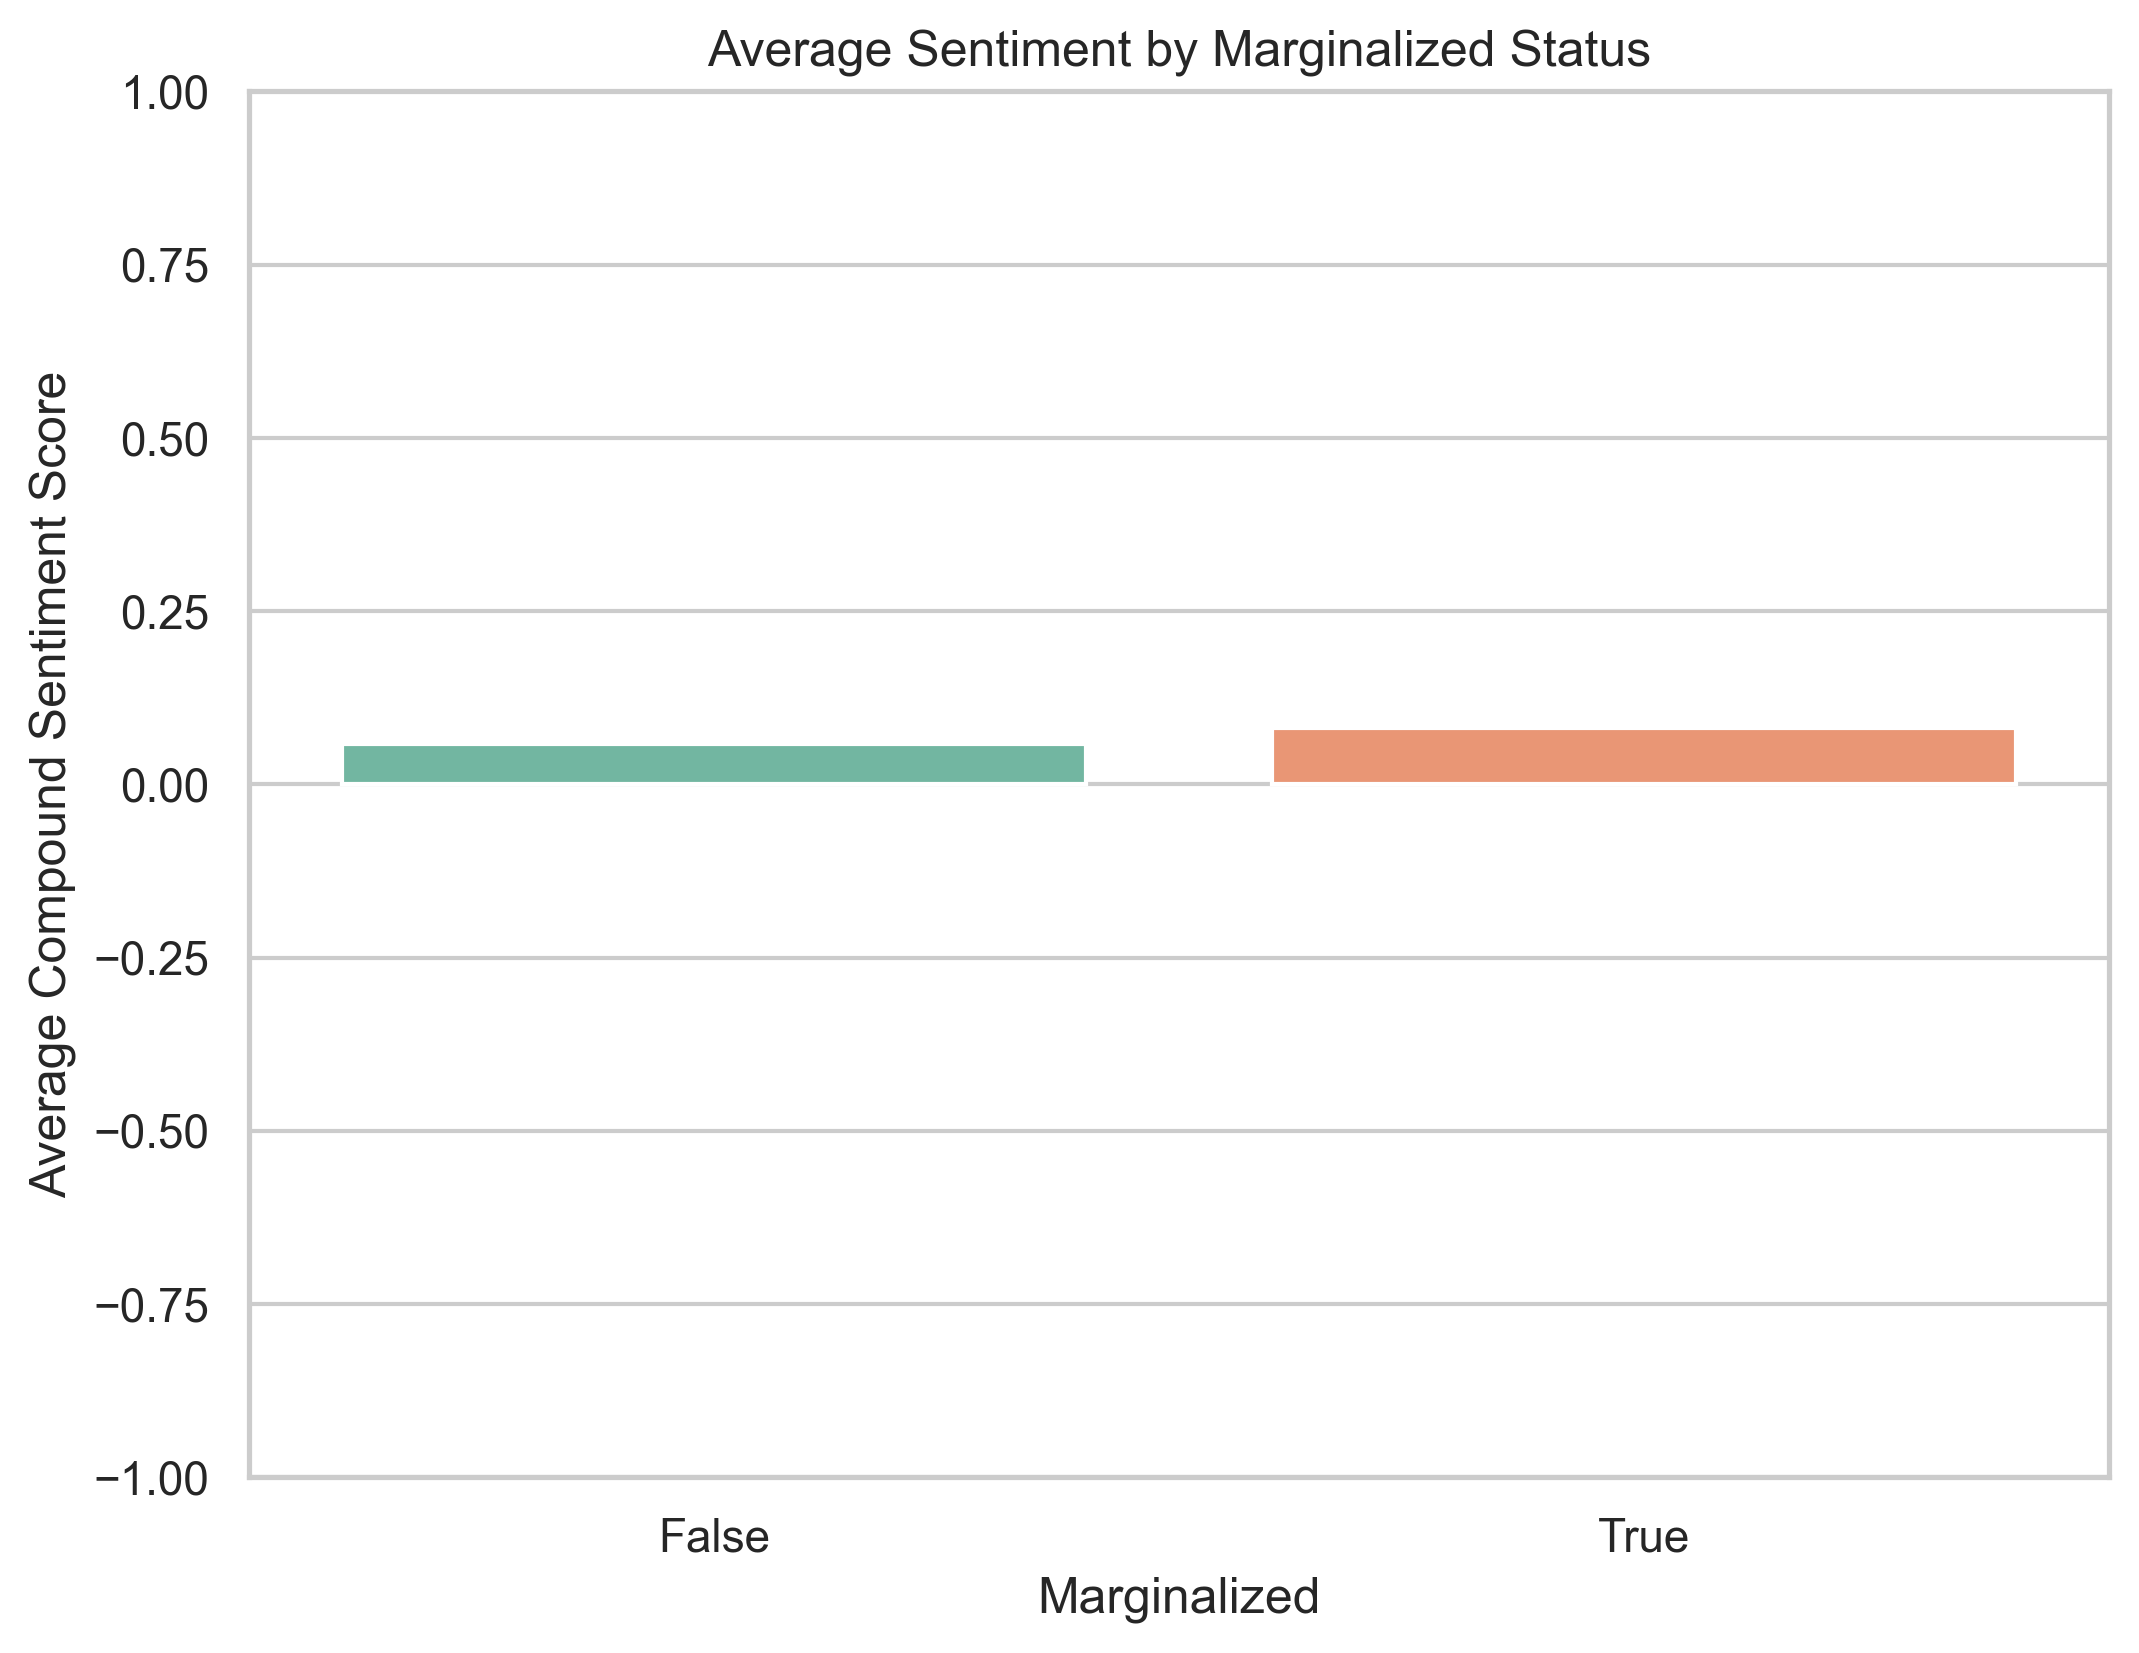 Average Sentiment by Marginalized Status
1.00
0.75
0.50
0.25
0.00
−0.25
−0.50
−0.75
−1.00
Average Compound Sentiment Score
False
True
Marginalized